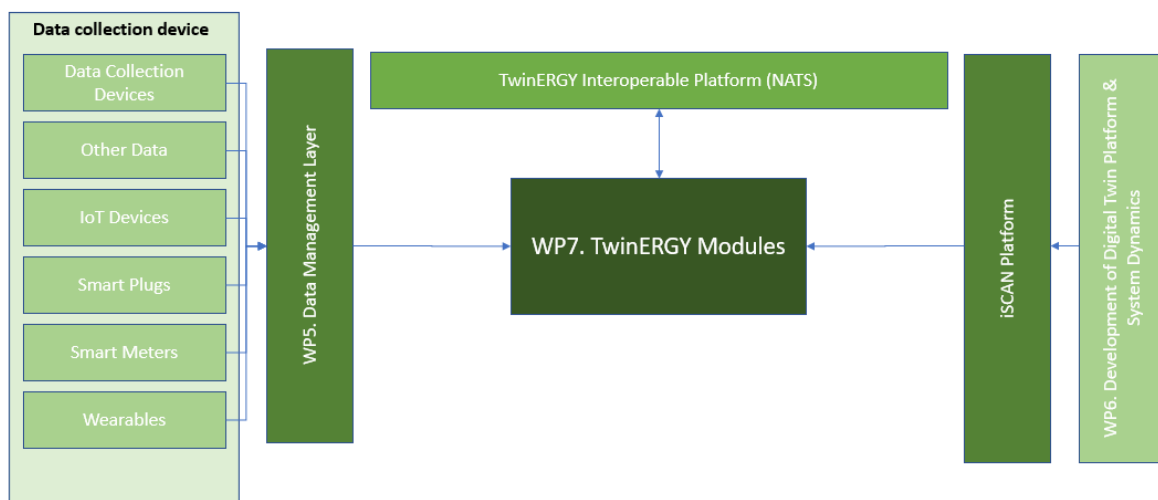 Data collection device
Data Collection
Devices
Other Data
IoT Devices
Smart Plugs
Smart Meters
Wearables
WP5. Data Management Layer
TwinERGY Interoperable Platform (NATS)
WP7. TwinERGY Modules
iSCAN Platform
WP6. Development of Digital Twin Platform &
System Dynamics